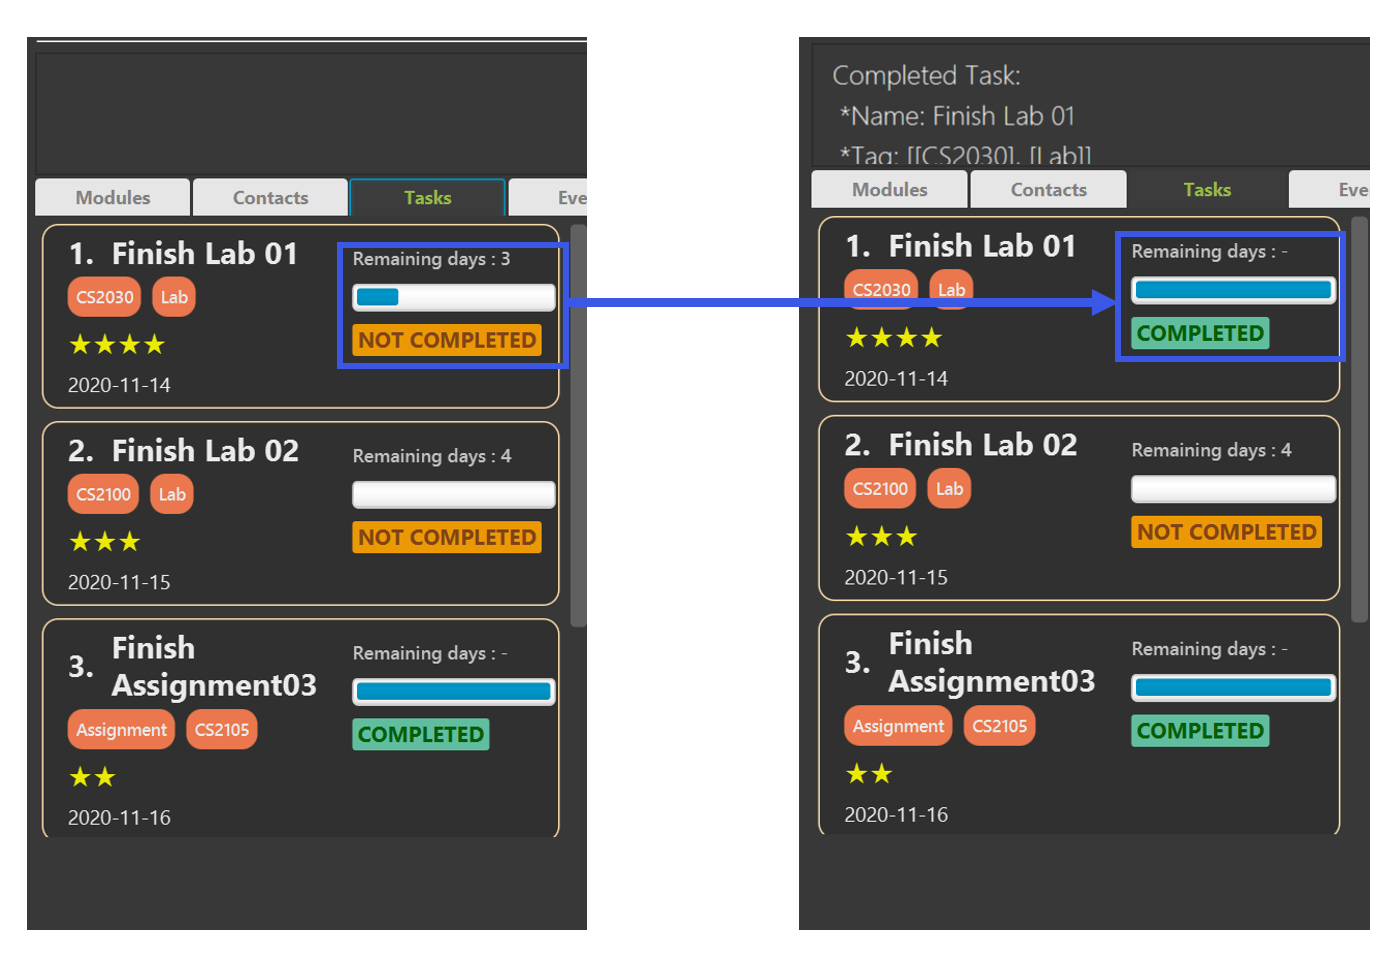 Modules Contacts Tasks Eve
1. Finish Lab 01
Remaining days : 3
CS2030 Lab
NOT COMPLETED
★★★★
2020-11-14
2. Finish Lab 02
Remaining days : 4
CS2100 Lab
NOT COMPLETED
★★★
2020-11-15
3. Finish
Assignment03
Remaining days : -
Assignment CS2105
COMPLETED
★★
2020-11-16
Completed Task:
*Name: Finish Lab 01
*Tag: [[CS2030], [Lab]]
Modules Contacts Tasks Eve
1. Finish Lab 01
Remaining days : -
CS2030 Lab
COMPLETED
★★★★
2020-11-14
2. Finish Lab 02
Remaining days : 4
CS2100 Lab
NOT COMPLETED
★★★
2020-11-15
3. Finish
Assignment03
Remaining days : -
Assignment CS2105
COMPLETED
★★
2020-11-16